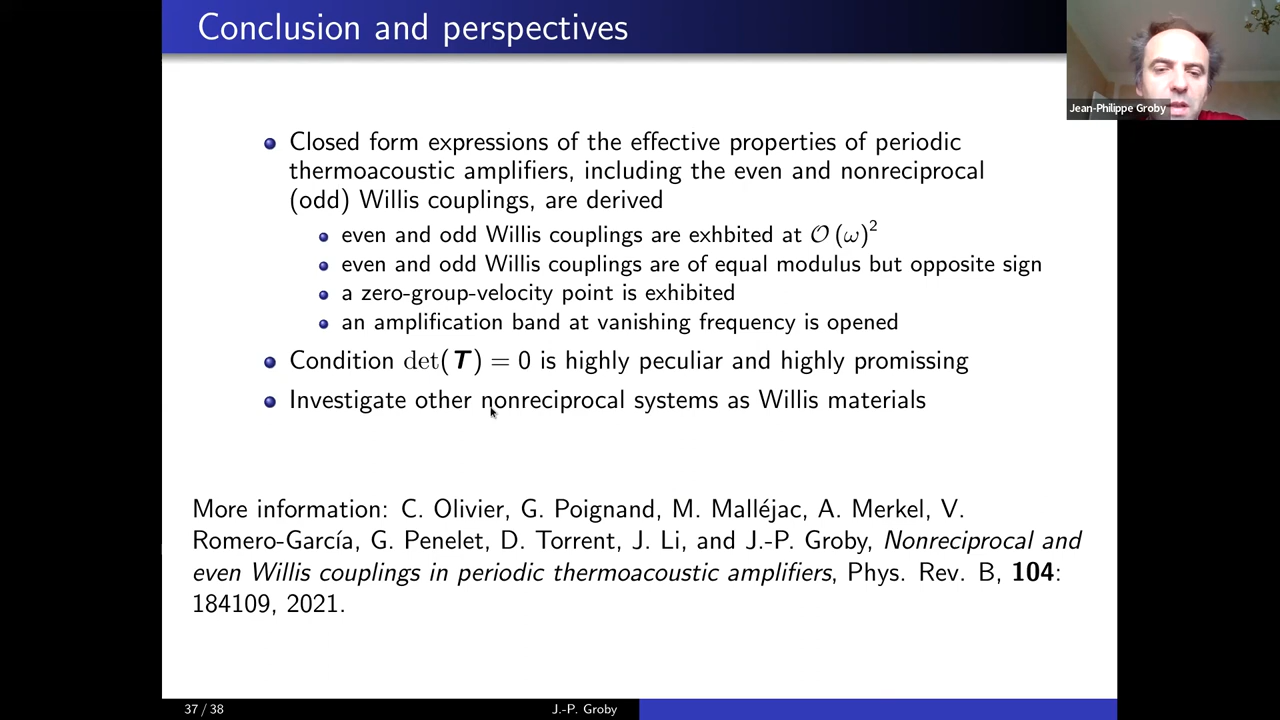 Conclusion and perspectives
Jean-Philippe Groby
Closed form expressions of the effective properties of periodic
thermoacoustic amplifiers, including the even and nonreciprocal
(odd) Willis couplings, are derived
even and odd Willis couplings are exhbited at 𝒪 (ω)²
even and odd Willis couplings are of equal modulus but opposite sign
a zero-group-velocity point is exhibited
an amplification band at vanishing frequency is opened
Condition det(T) = 0 is highly peculiar and highly promissing
Investigate other nonreciprocal systems as Willis materials
More information: C. Olivier, G. Poignand, M. Malléjac, A. Merkel, V.
Romero-García, G. Penelet, D. Torrent, J. Li, and J.-P. Groby, Nonreciprocal and
even Willis couplings in periodic thermoacoustic amplifiers, Phys. Rev. B, 104:
184109, 2021.
37 / 38
J.-P. Groby